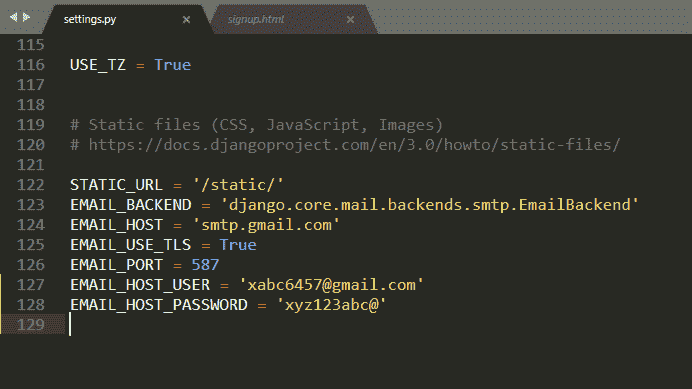 settings.py
signup.html
115
116 USE_TZ = True
117
118
119 # Static files (CSS, JavaScript, Images)
120 # https://docs.djangoproject.com/en/3.0/howto/static-files/
121
122 STATIC_URL = '/static/'
123 EMAIL_BACKEND = 'django.core.mail.backends.smtp.EmailBackend'
124 EMAIL_HOST = 'smtp.gmail.com'
125 EMAIL_USE_TLS = True
126 EMAIL_PORT = 587
127 EMAIL_HOST_USER = 'xabc6457@gmail.com'
128 EMAIL_HOST_PASSWORD = 'xyz123abc@'
129